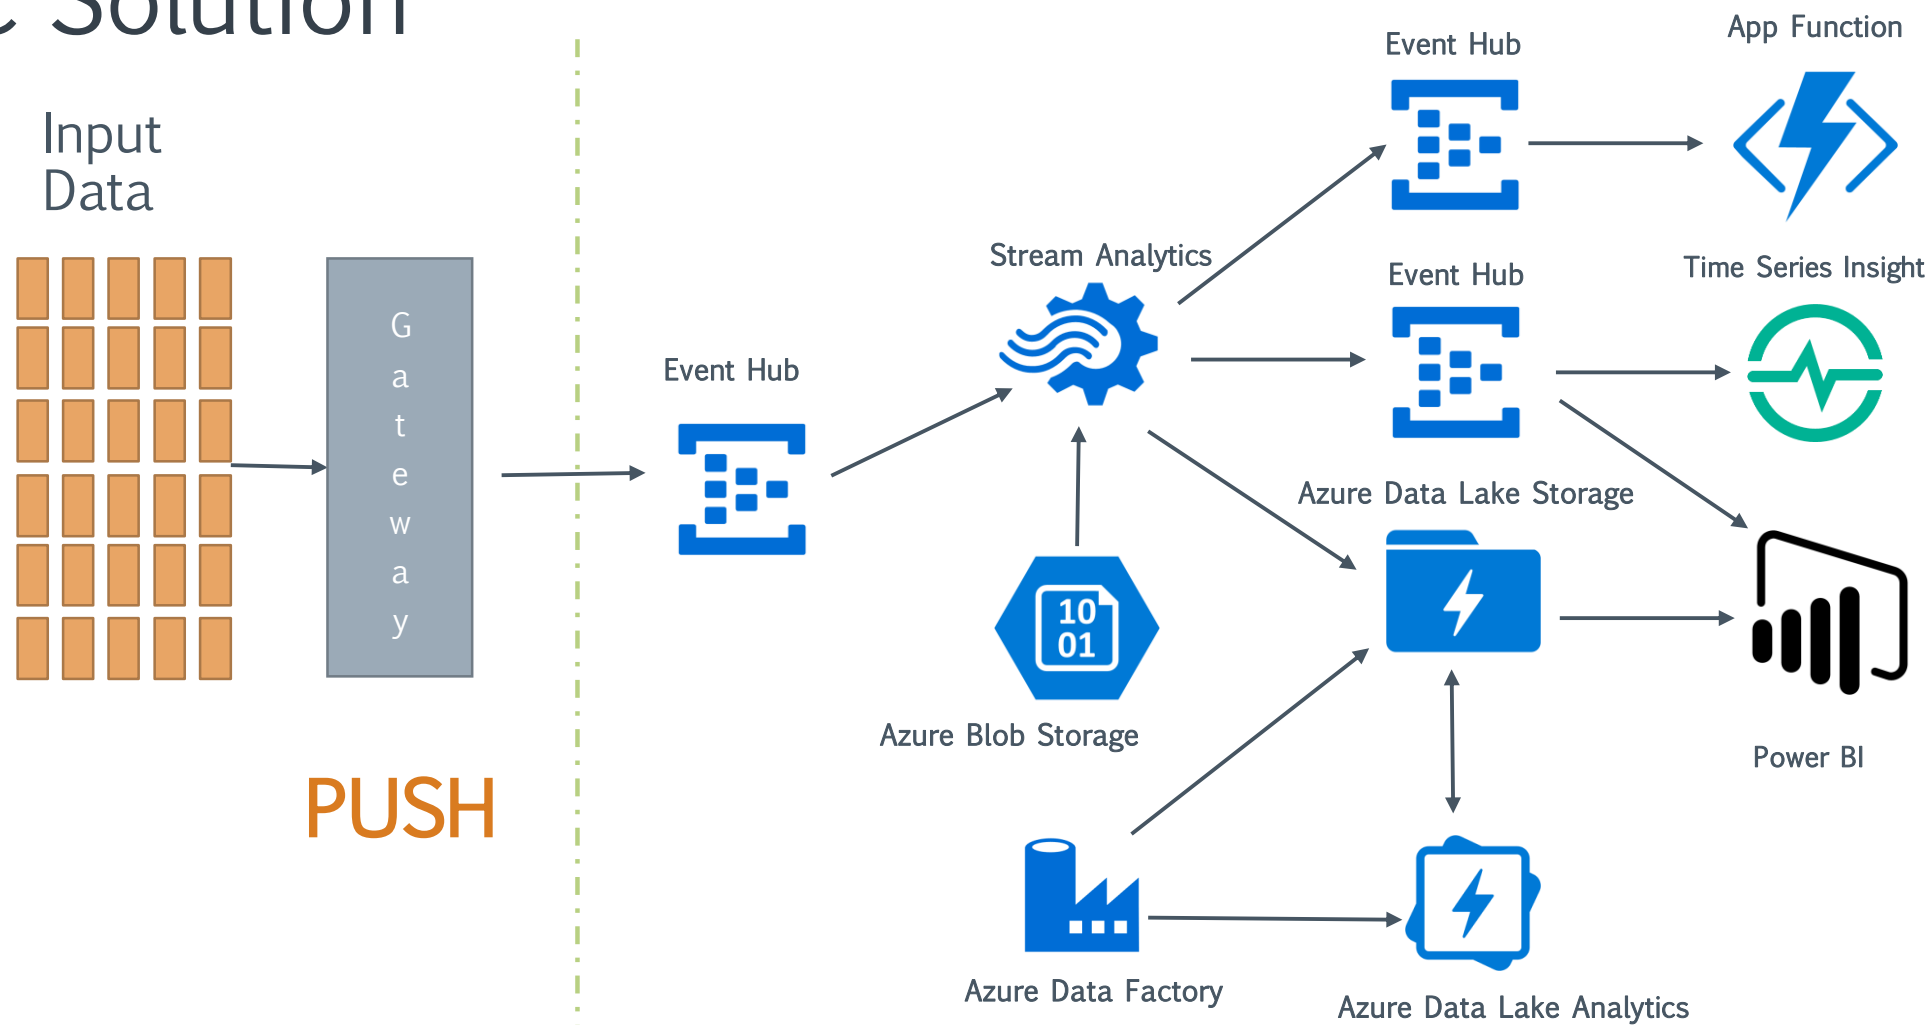 Solution
Input
Data
G
a
t
e
w
a
y
PUSH
Event Hub
Stream Analytics
10
01
Azure Blob Storage
Azure Data Factory
Event Hub
Event Hub
Azure Data Lake Storage
Azure Data Lake Analytics
App Function
Time Series Insight
Power BI